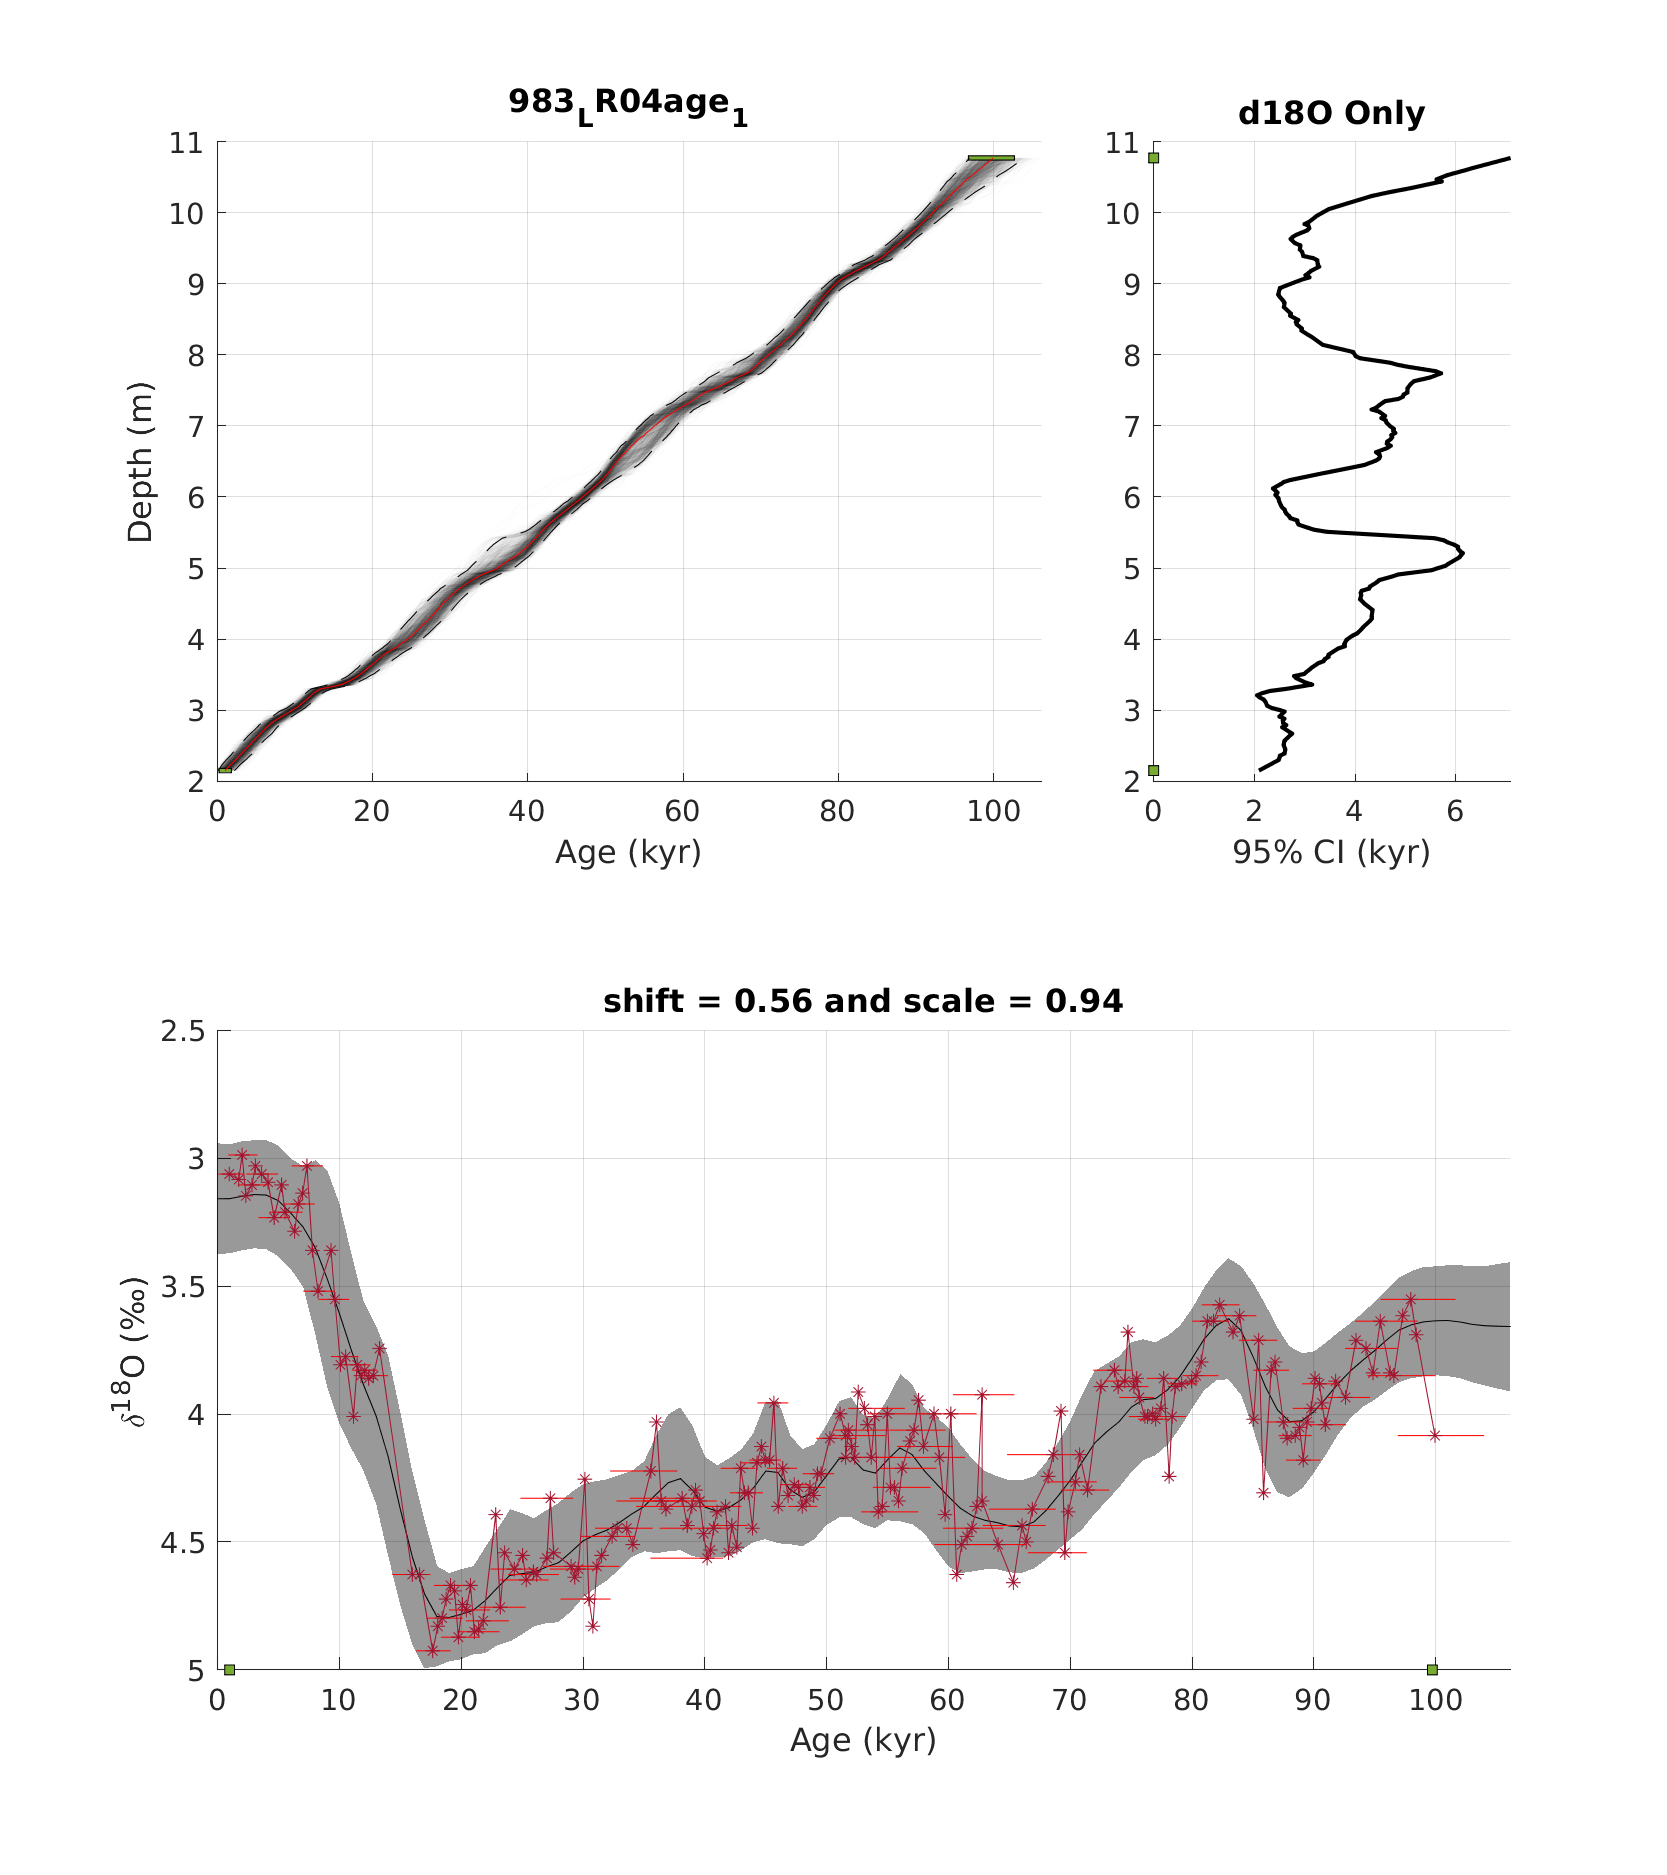 983LR04age1
d18O Only
11
10
9
8
7
6
5
4
3
2
Depth (m)
0 20 40 60 80 100
Age (kyr)
11
10
9
8
7
6
5
4
3
2
0 2 4 6
95% CI (kyr)
shift = 0.56 and scale = 0.94
2.5
3
3.5
4
4.5
5
δ18O (‰)
0 10 20 30 40 50 60 70 80 90 100
Age (kyr)